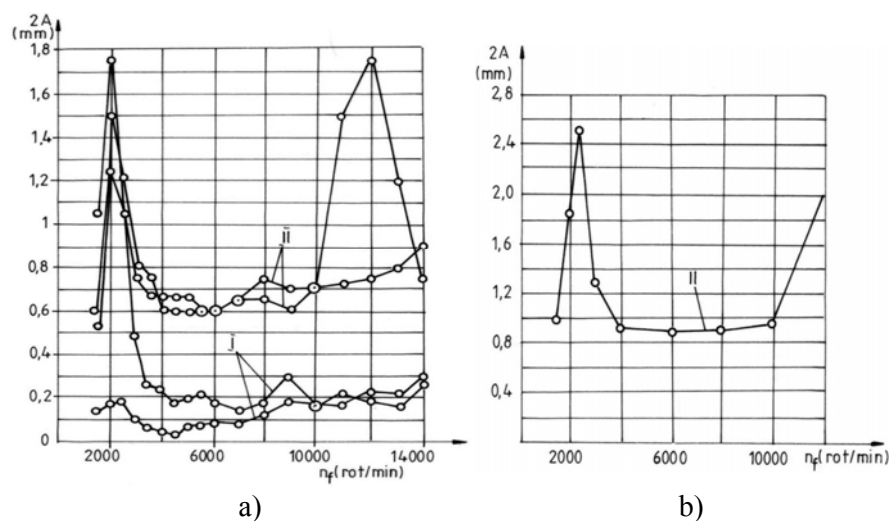 2A
(mm)
1,8
1,6
1,4
1,2
1
0,8
0,6
0,4
0,2
0
2000
6000
10000
14000
n_f(rot/min)
II
I
a)
2A
(mm)
2,8
2,4
2,0
1,6
1,2
0,8
0,4
2000
6000
10000
n_f(rot/min)
II
b)